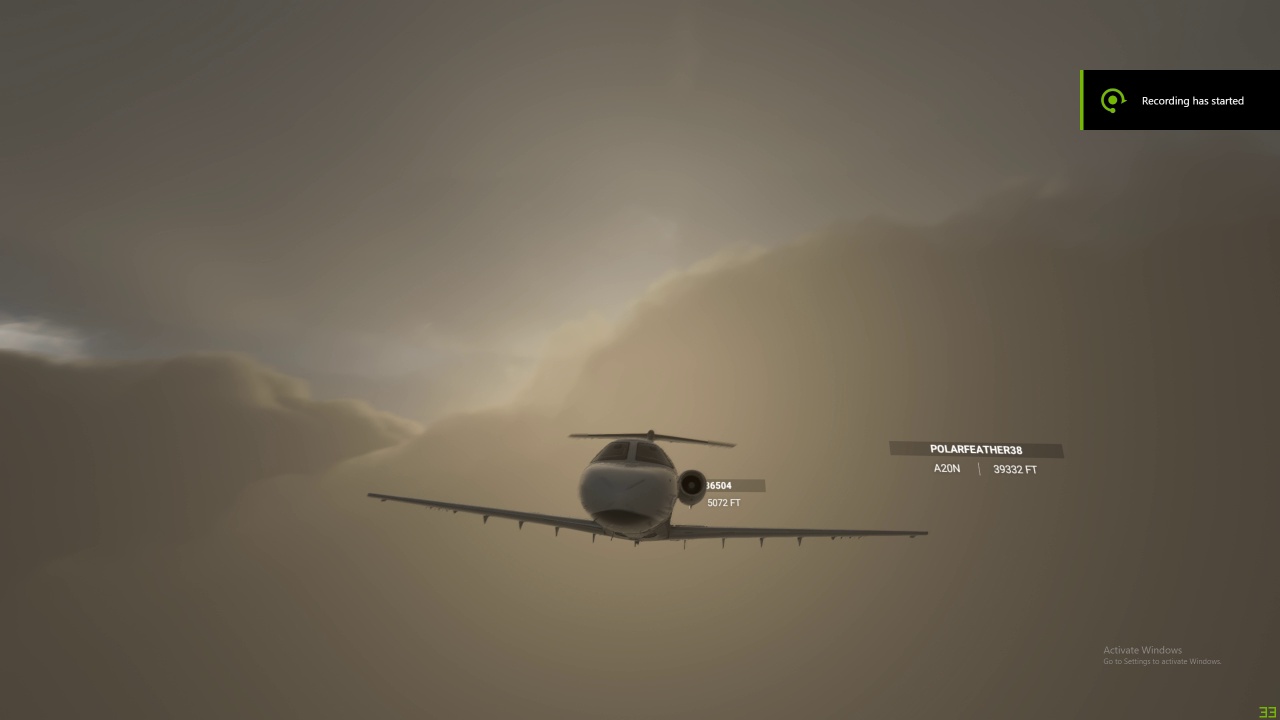 Recording has started
POLARFEATHER38
A20N | 39332 FT
36504
5072 FT
Activate Windows
Go to Settings to activate Windows.
33